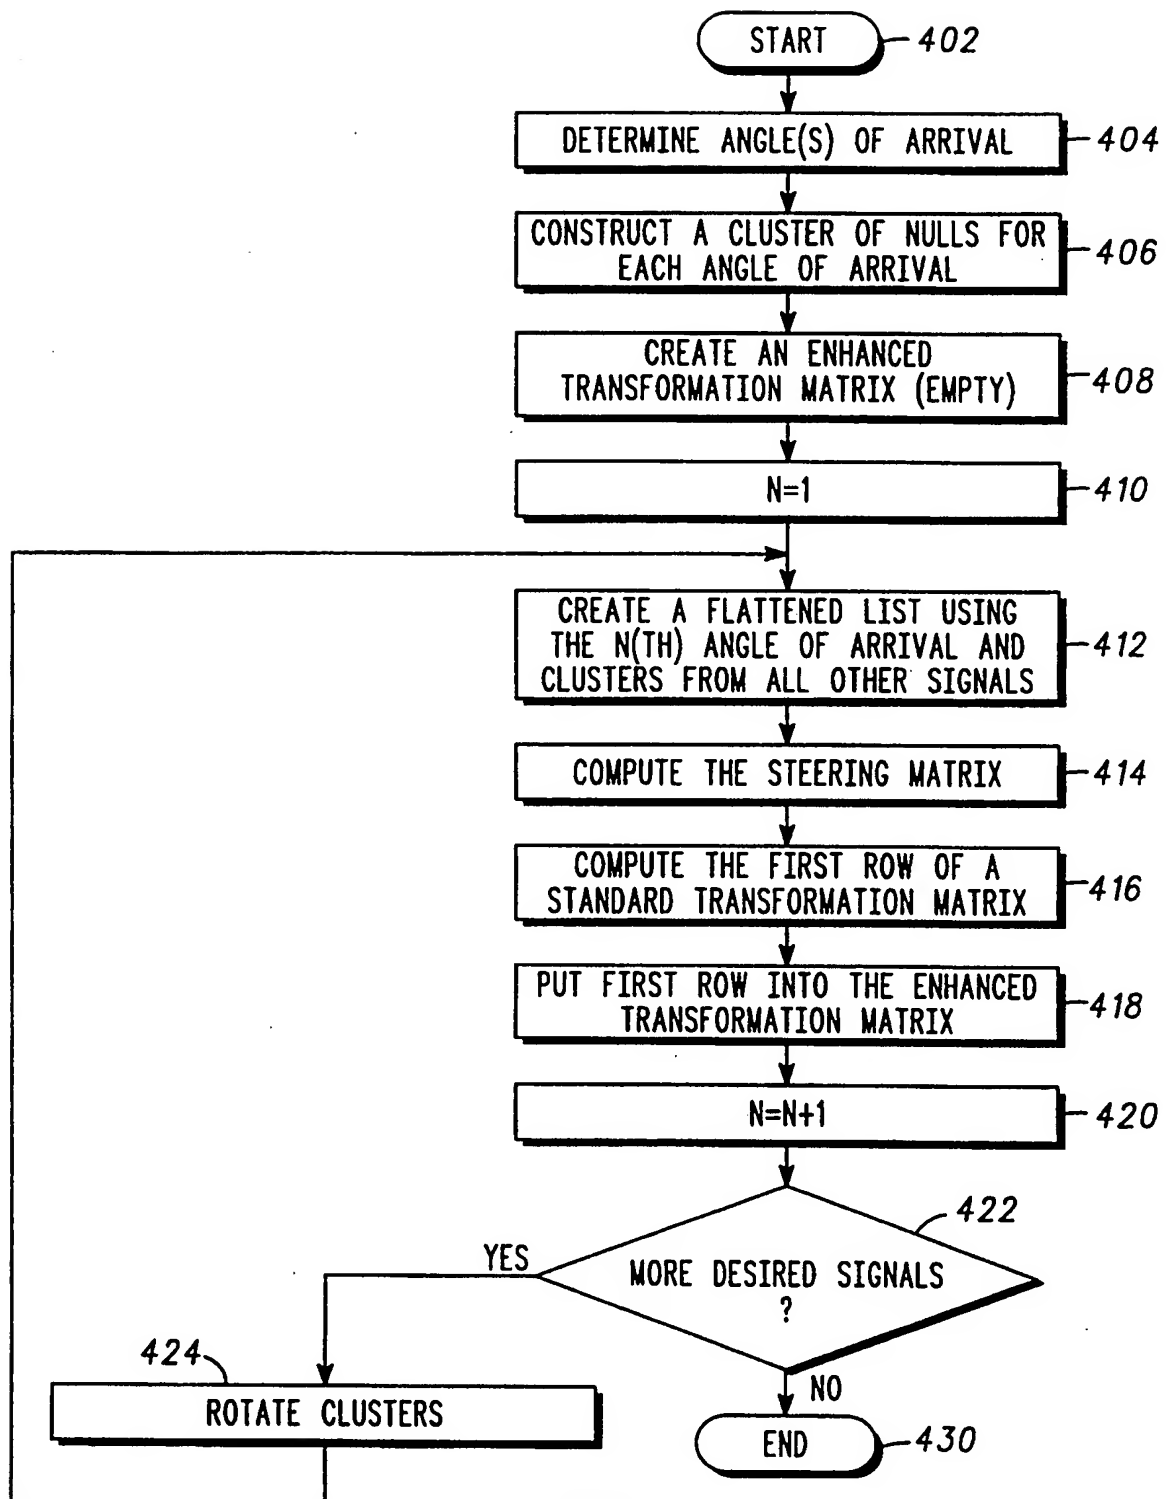 START
402
DETERMINE ANGLE(S) OF ARRIVAL
404
CONSTRUCT A CLUSTER OF NULLS FOR
EACH ANGLE OF ARRIVAL
406
CREATE AN ENHANCED
TRANSFORMATION MATRIX (EMPTY)
408
N=1
410
CREATE A FLATTENED LIST USING
THE N(TH) ANGLE OF ARRIVAL AND
CLUSTERS FROM ALL OTHER SIGNALS
412
COMPUTE THE STEERING MATRIX
414
COMPUTE THE FIRST ROW OF A
STANDARD TRANSFORMATION MATRIX
416
PUT FIRST ROW INTO THE ENHANCED
TRANSFORMATION MATRIX
418
N=N+1
420
422
YES
MORE DESIRED SIGNALS
?
424
ROTATE CLUSTERS
NO
END
430